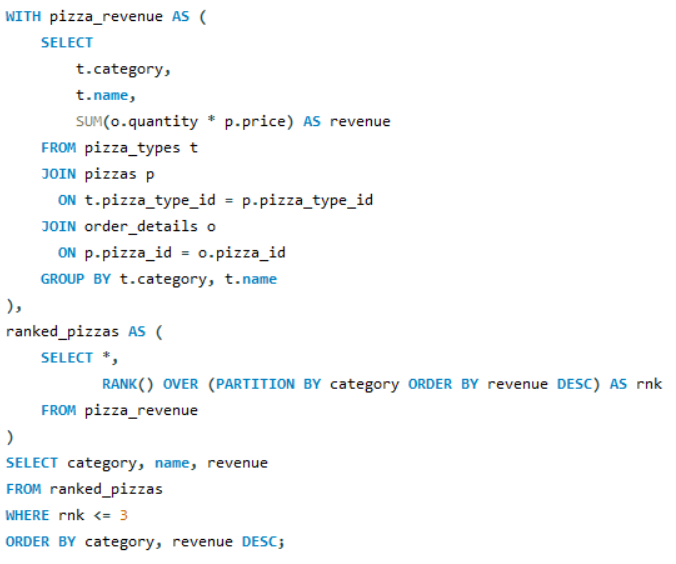 WITH pizza_revenue AS (
    SELECT
        t.category,
        t.name,
        SUM(o.quantity * p.price) AS revenue
    FROM pizza_types t
    JOIN pizzas p
      ON t.pizza_type_id = p.pizza_type_id
    JOIN order_details o
      ON p.pizza_id = o.pizza_id
    GROUP BY t.category, t.name
),
ranked_pizzas AS (
    SELECT *,
           RANK() OVER (PARTITION BY category ORDER BY revenue DESC) AS rnk
    FROM pizza_revenue
)
SELECT category, name, revenue
FROM ranked_pizzas
WHERE rnk <= 3
ORDER BY category, revenue DESC;